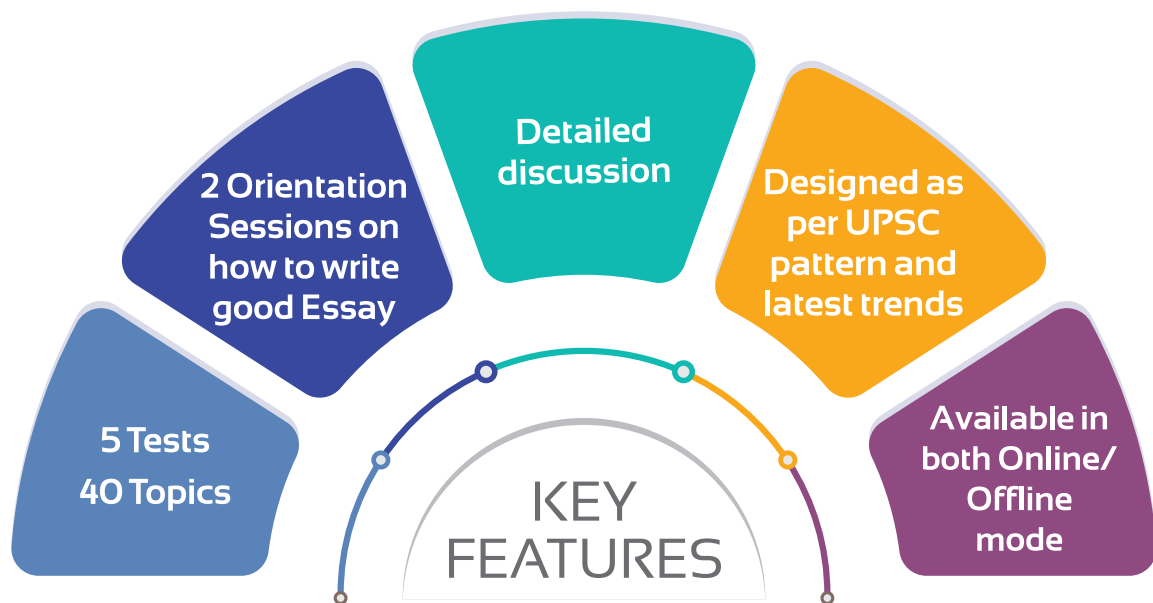 5 Tests
40 Topics
2 Orientation
Sessions on
how to write
good Essay
Detailed
discussion
Designed as
per UPSC
pattern and
latest trends
Available in
both Online/
Offline
mode
KEY
FEATURES